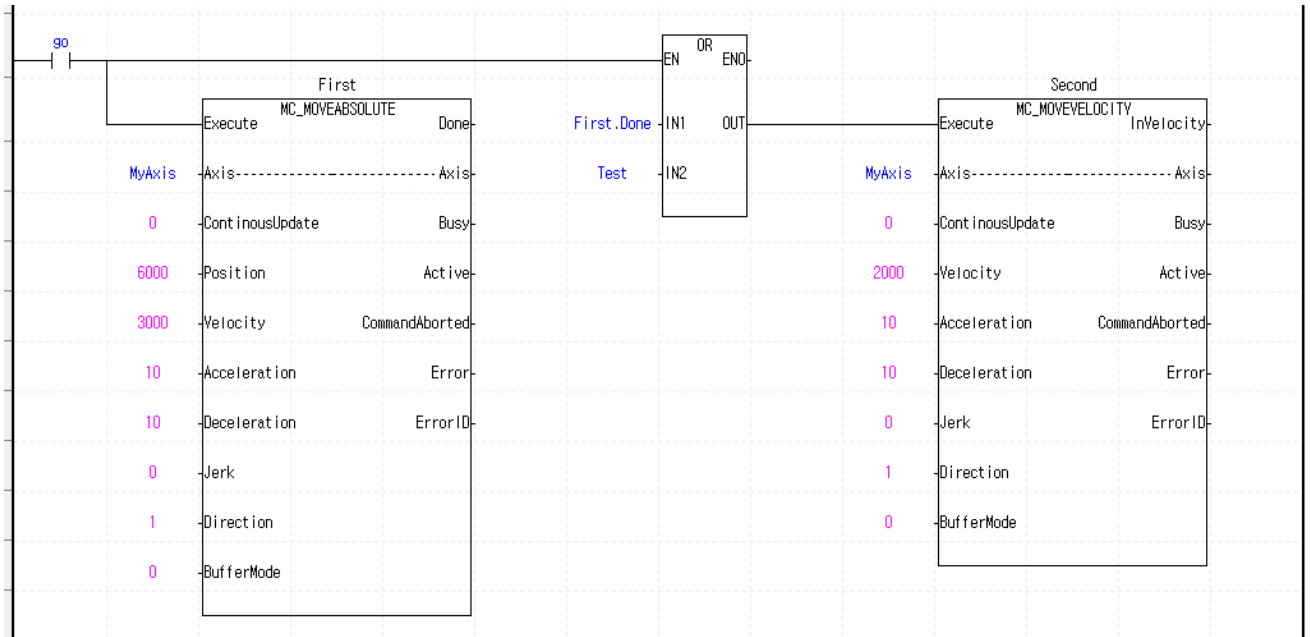 go
OR
EN ENO
First
Second
MC_MOVEABSOLUTE
MC_MOVEVELOCITY
Execute Done
First.Done IN1 OUT
Execute InVelocity
MyAxis Axis Axis
Test IN2
MyAxis Axis Axis
0 ContinousUpdate Busy
0 ContinousUpdate Busy
6000 Position Active
2000 Velocity Active
3000 Velocity CommandAborted
10 Acceleration CommandAborted
10 Acceleration Error
10 Deceleration Error
10 Deceleration ErrorID
0 Jerk ErrorID
0 Jerk
1 Direction
1 Direction
0 BufferMode
0 BufferMode